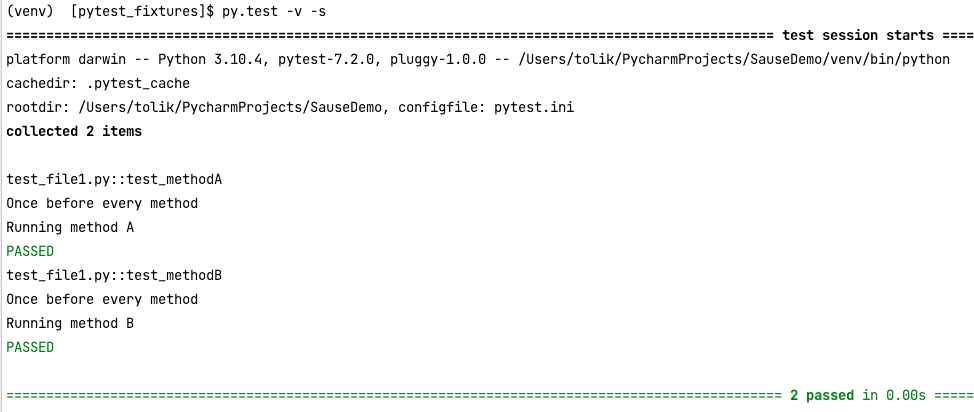 (venv)  [pytest_fixtures]$ py.test -v -s
================================================================================================ test session starts ====
platform darwin -- Python 3.10.4, pytest-7.2.0, pluggy-1.0.0 -- /Users/tolik/PycharmProjects/SauseDemo/venv/bin/python
cachedir: .pytest_cache
rootdir: /Users/tolik/PycharmProjects/SauseDemo, configfile: pytest.ini
collected 2 items
test_file1.py::test_methodA
Once before every method
Running method A
PASSED
test_file1.py::test_methodB
Once before every method
Running method B
PASSED
================================================================================================= 2 passed in 0.00s =====